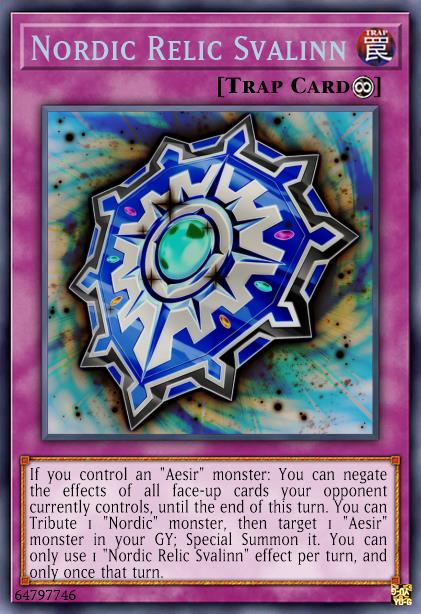 Nordic Relic Svalinn
TRAP
罠
[Trap Card]
If you control an "Aesir" monster: You can negate
the effects of all face-up cards your opponent
currently controls, until the end of this turn. You can
Tribute 1 "Nordic" monster, then target 1 "Aesir"
monster in your GY; Special Summon it. You can
only use 1 "Nordic Relic Svalinn" effect per turn, and
only once that turn.
64797746